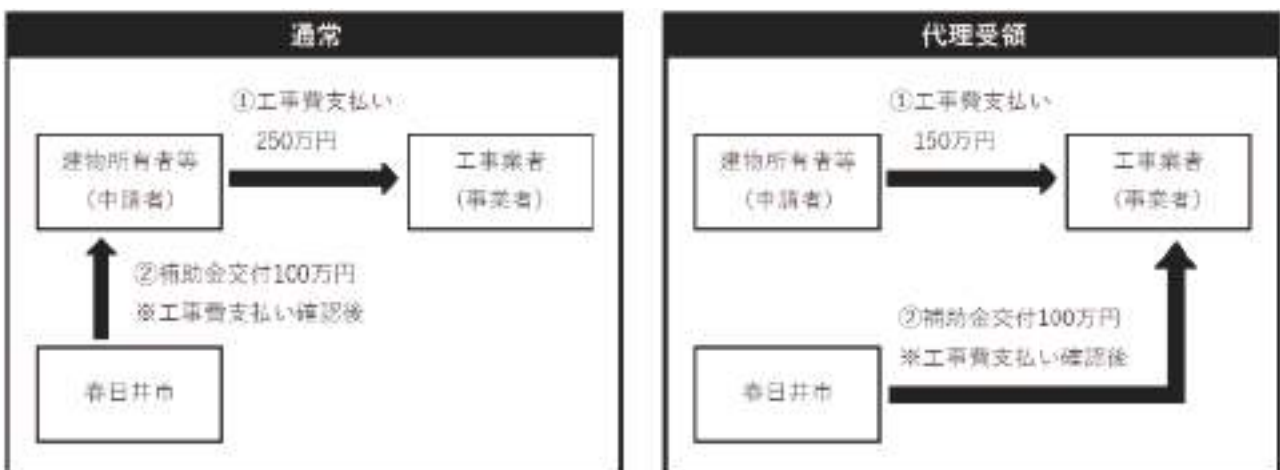 通常
①工事費支払い
250万円
建物所有者等
（申請者）
工事業者
（事業者）
②補助金交付100万円
※工事費支払い確認後
春日井市
代理受領
①工事費支払い
150万円
建物所有者等
（申請者）
工事業者
（事業者）
②補助金交付100万円
※工事費支払い確認後
春日井市